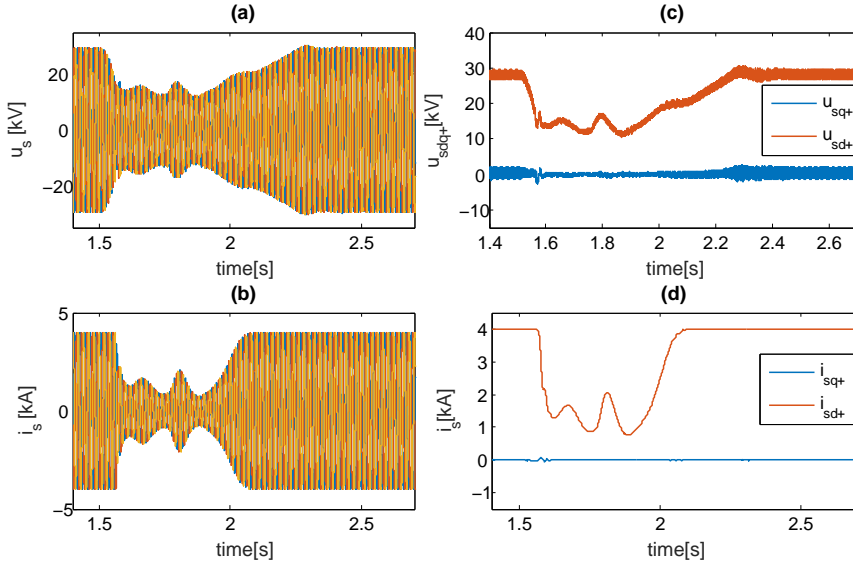 (a)
u_s [kV]
20
0
−20
1.5
2
2.5
time[s]
(c)
u_sdq+ [kV]
40
30
20
10
0
−10
1.4
1.6
1.8
2
2.2
2.4
2.6
time[s]
u_sq+
u_sd+
(b)
i_s [kA]
5
0
−5
1.5
2
2.5
time[s]
(d)
i_s[kA]
4
3
2
1
0
−1
1.5
2
2.5
time[s]
i_sq+
i_sd+